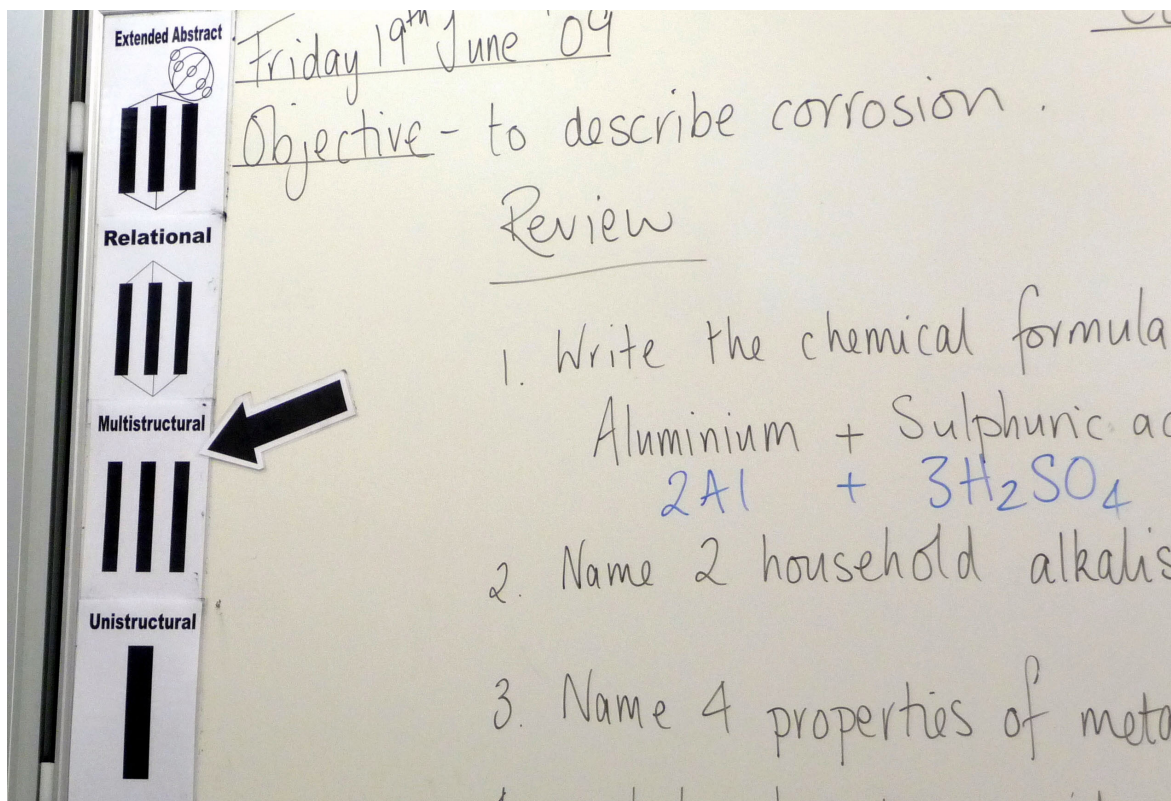 Extended Abstract
Relational
Multistructural
Unistructural
Friday 19th June '09
Objective - to describe corrosion.
Review
1. Write the chemical formula
Aluminium + Sulphuric
2Al + 3H2SO4
2. Name 2 household alkalis
3. Name 4 properties of